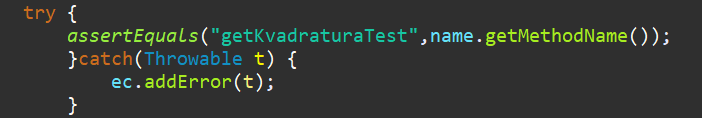 try {
assertEquals("getKvadraturaTest",name.getMethodName());
}catch(Throwable t) {
ec.addError(t);
}